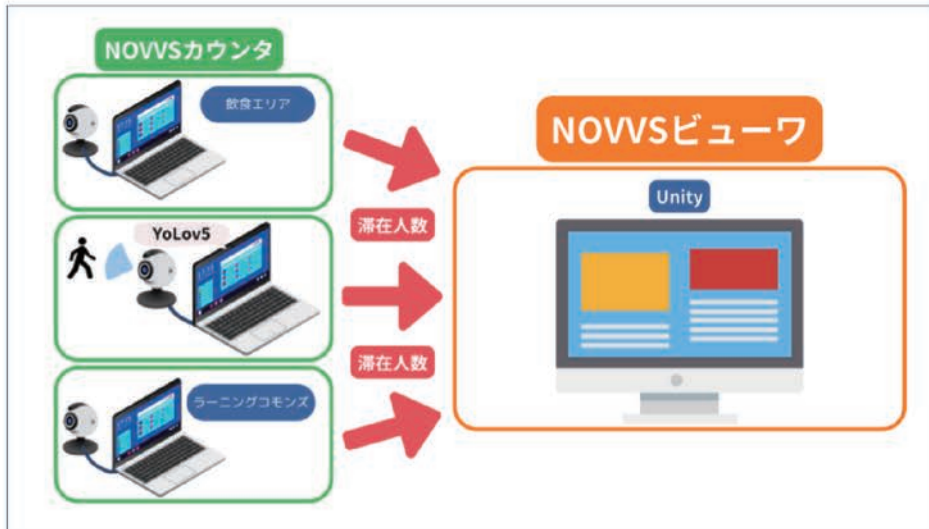 NOVVSカウンタ
飲食エリア
NOVVSビューワ
Unity
滞在人数
YoLov5
滞在人数
ラーニングコモンズ